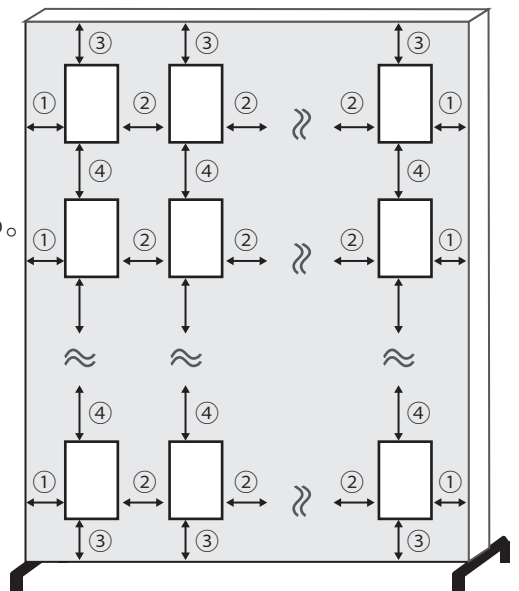 ③ ③ ③
① ② ② ② ①
④ ④ ④
。
① ② ② ② ①
④ ④ ④
① ② ② ② ①
③ ③ ③